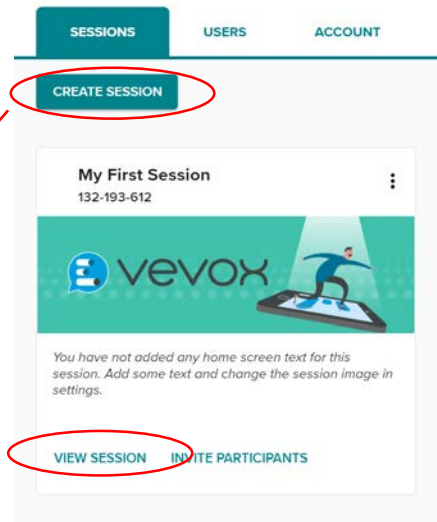 SESSIONS USERS ACCOUNT
CREATE SESSION
My First Session
132-193-612
vevox
You have not added any home screen text for this
session. Add some text and change the session image in
settings.
VIEW SESSION INVITE PARTICIPANTS